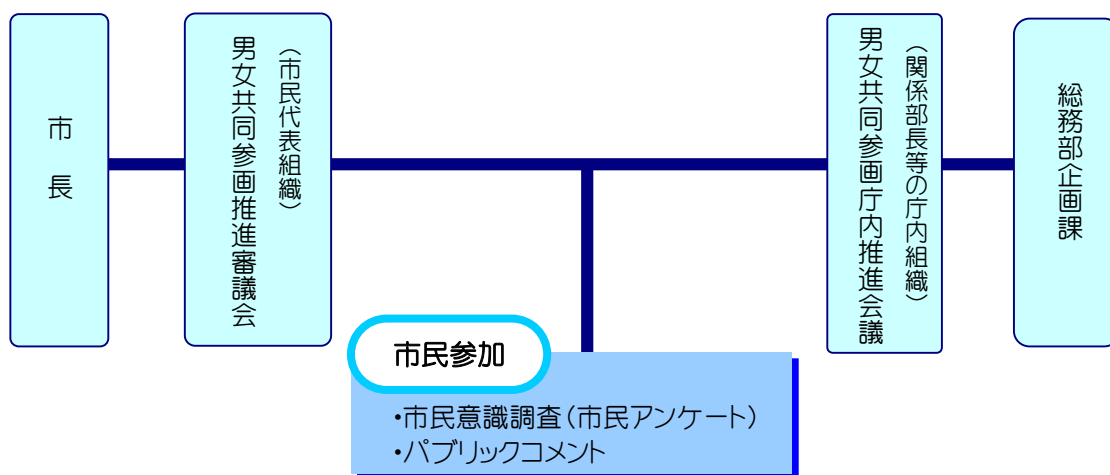 市長
男女共同参画推進審議会
（市民代表組織）
男女共同参画庁内推進会議
（関係部長等の庁内組織）
総務部企画課
市民参加
・市民意識調査（市民アンケート）
・パブリックコメント